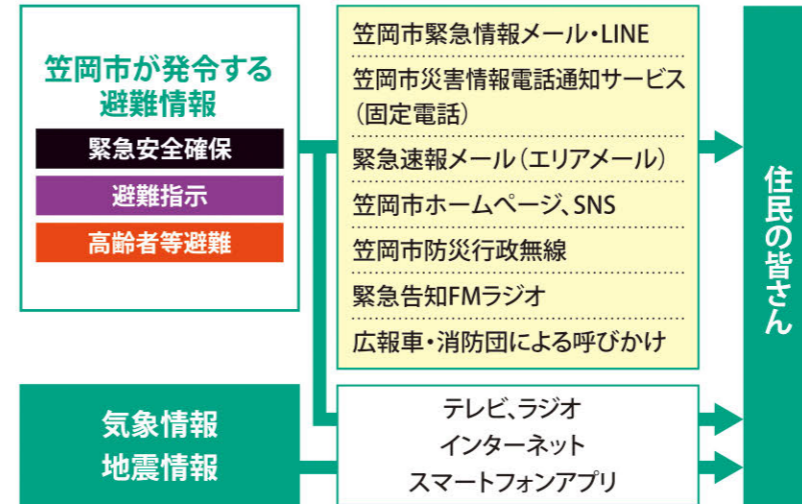 笠岡市が発令する
避難情報
緊急安全確保
避難指示
高齢者等避難
笠岡市緊急情報メール・LINE
笠岡市災害情報電話通知サービス
（固定電話）
緊急速報メール（エリアメール）
笠岡市ホームページ、SNS
笠岡市防災行政無線
緊急告知FMラジオ
広報車・消防団による呼びかけ
気象情報
地震情報
テレビ、ラジオ
インターネット
スマートフォンアプリ
住民の皆さん